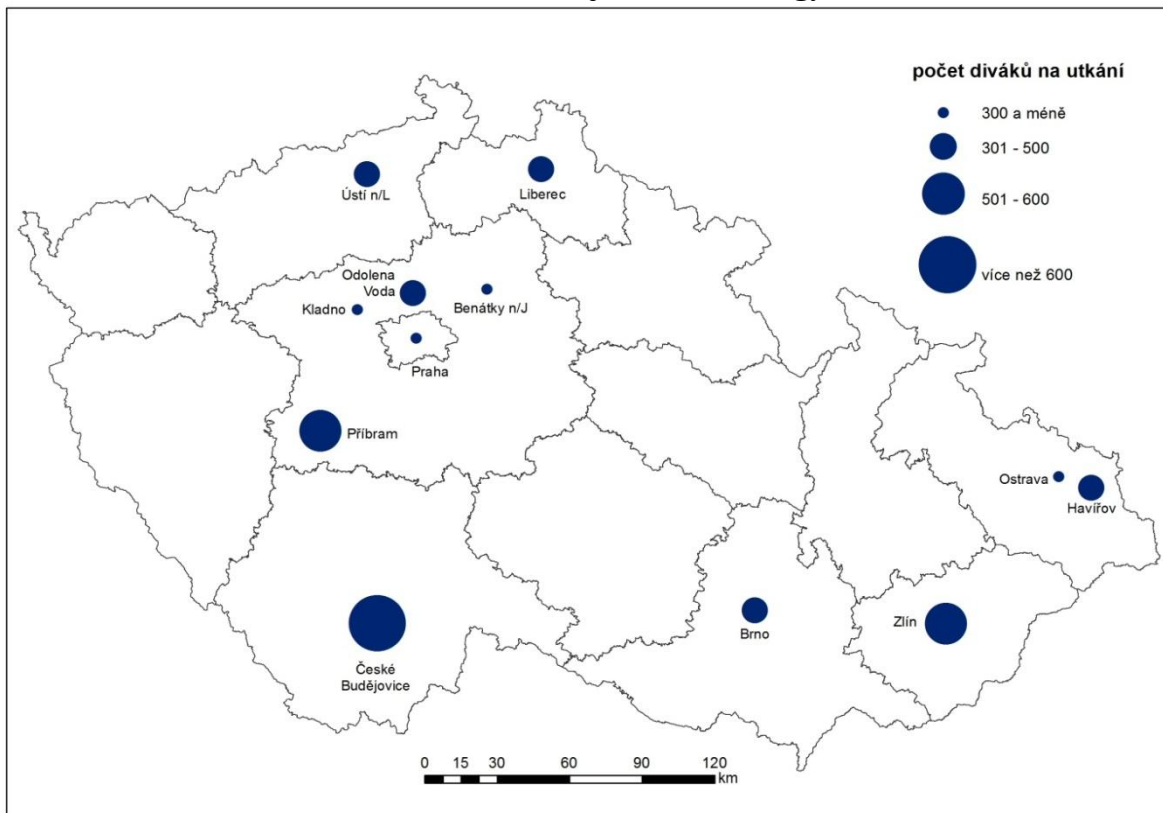 počet diváků na utkání
300 a méně
301 - 500
501 - 600
více než 600
Ústí n/L
Liberec
Odolena
Voda
Kladno
Benátky n/J
Praha
Příbram
Ostrava
Havířov
České
Budějovice
Brno
Zlín
0 15 30 60 90 120
km